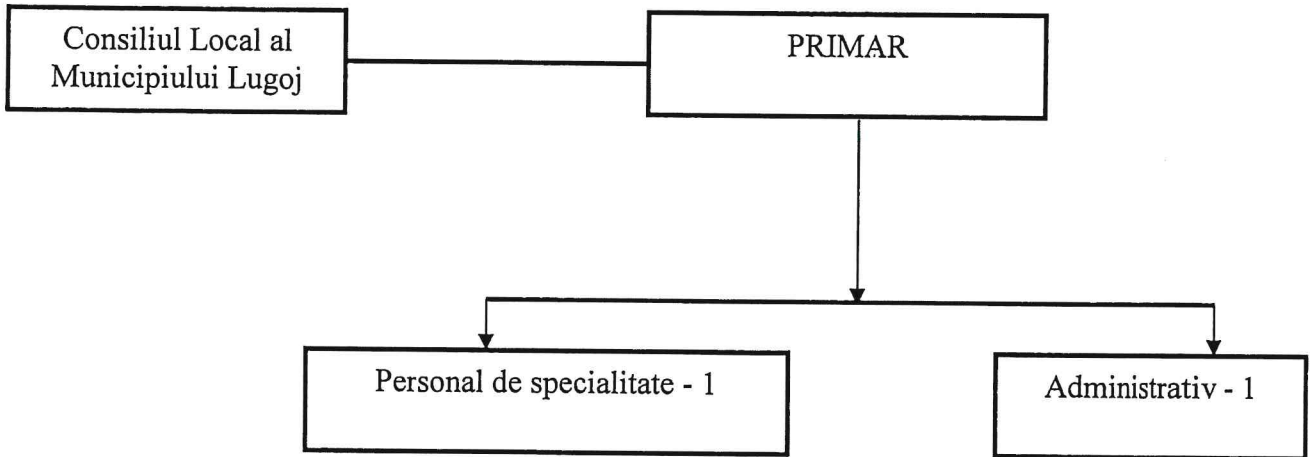 Consiliul Local al
Municipiului Lugoj
PRIMAR
Personal de specialitate - 1
Administrativ - 1